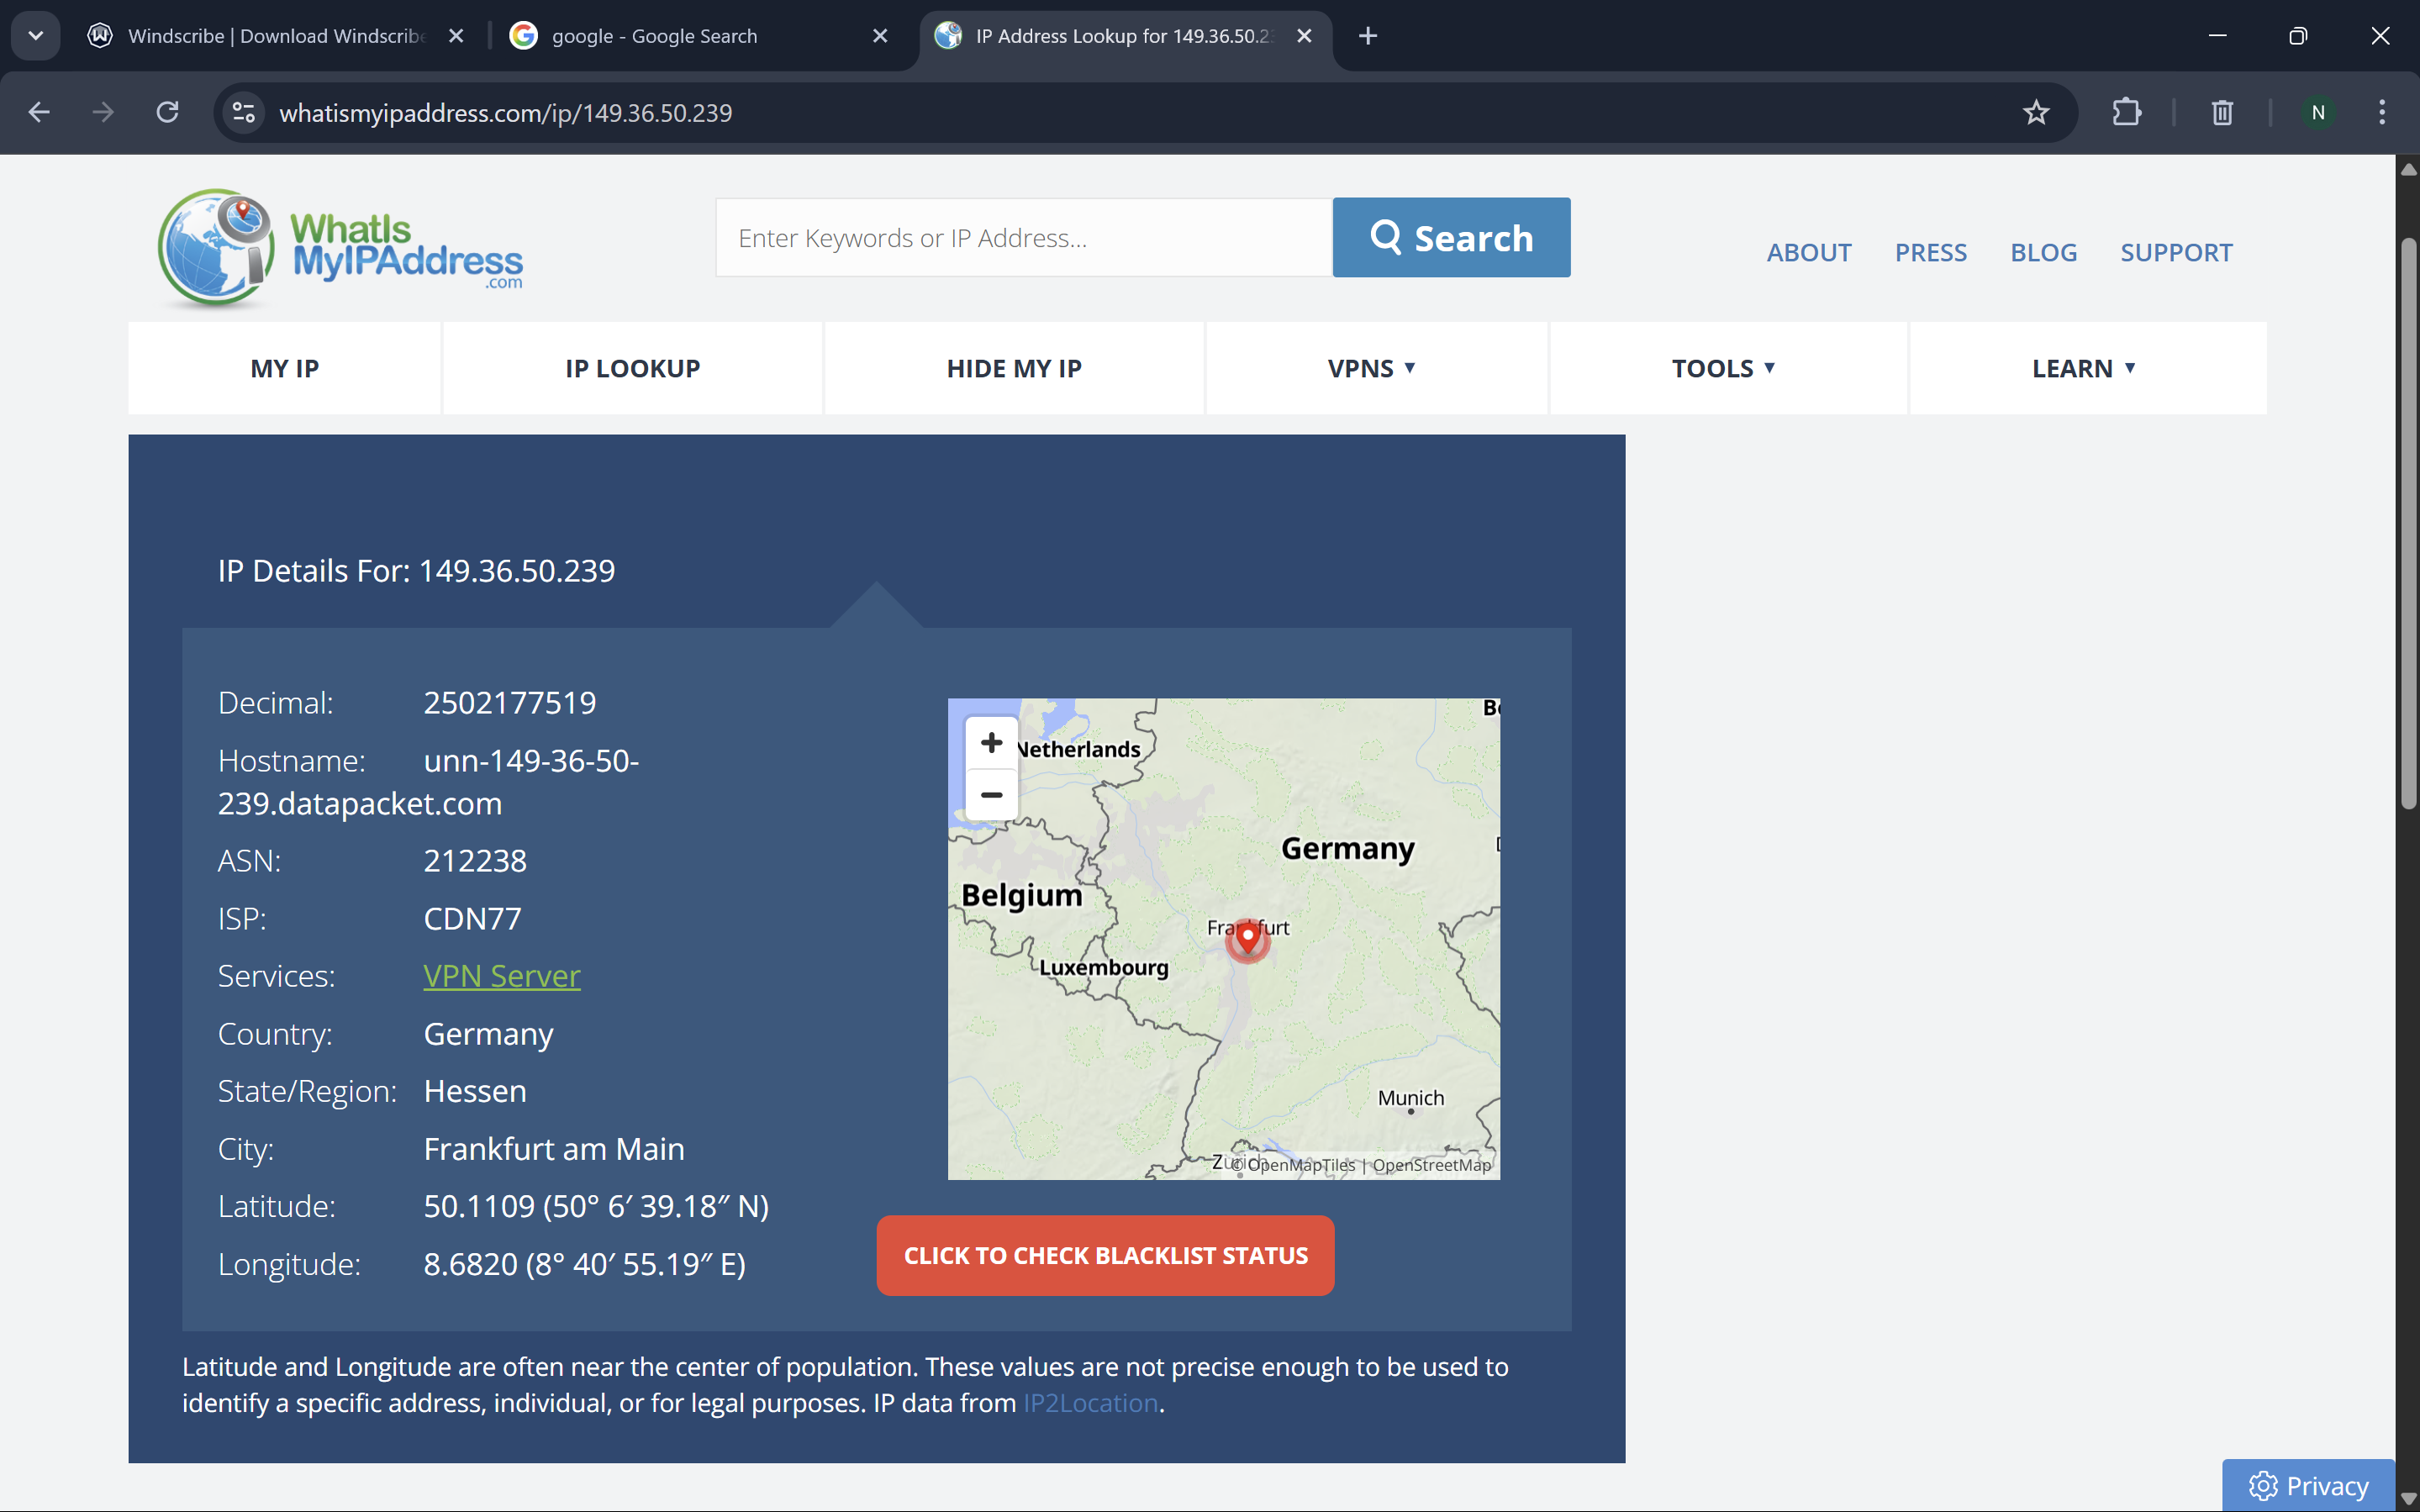 Windscribe | Download Windscribe
google - Google Search
IP Address Lookup for 149.36.50.23
whatismyipaddress.com/ip/149.36.50.239
N
WhatIs
MyIPAddress
.com
Enter Keywords or IP Address...
Search
ABOUT
PRESS
BLOG
SUPPORT
MY IP
IP LOOKUP
HIDE MY IP
VPNS ▼
TOOLS ▼
LEARN ▼
IP Details For: 149.36.50.239
Decimal: 2502177519
Hostname: unn-149-36-50-
239.datapacket.com
ASN: 212238
ISP: CDN77
Services: VPN Server
Country: Germany
State/Region: Hessen
City: Frankfurt am Main
Latitude: 50.1109 (50° 6′ 39.18″ N)
Longitude: 8.6820 (8° 40′ 55.19″ E)
+
−
Netherlands
Germany
Belgium
Frankfurt
Luxembourg
Munich
Zürich
© OpenMapTiles | OpenStreetMap
CLICK TO CHECK BLACKLIST STATUS
Latitude and Longitude are often near the center of population. These values are not precise enough to be used to
identify a specific address, individual, or for legal purposes. IP data from IP2Location.
Privacy